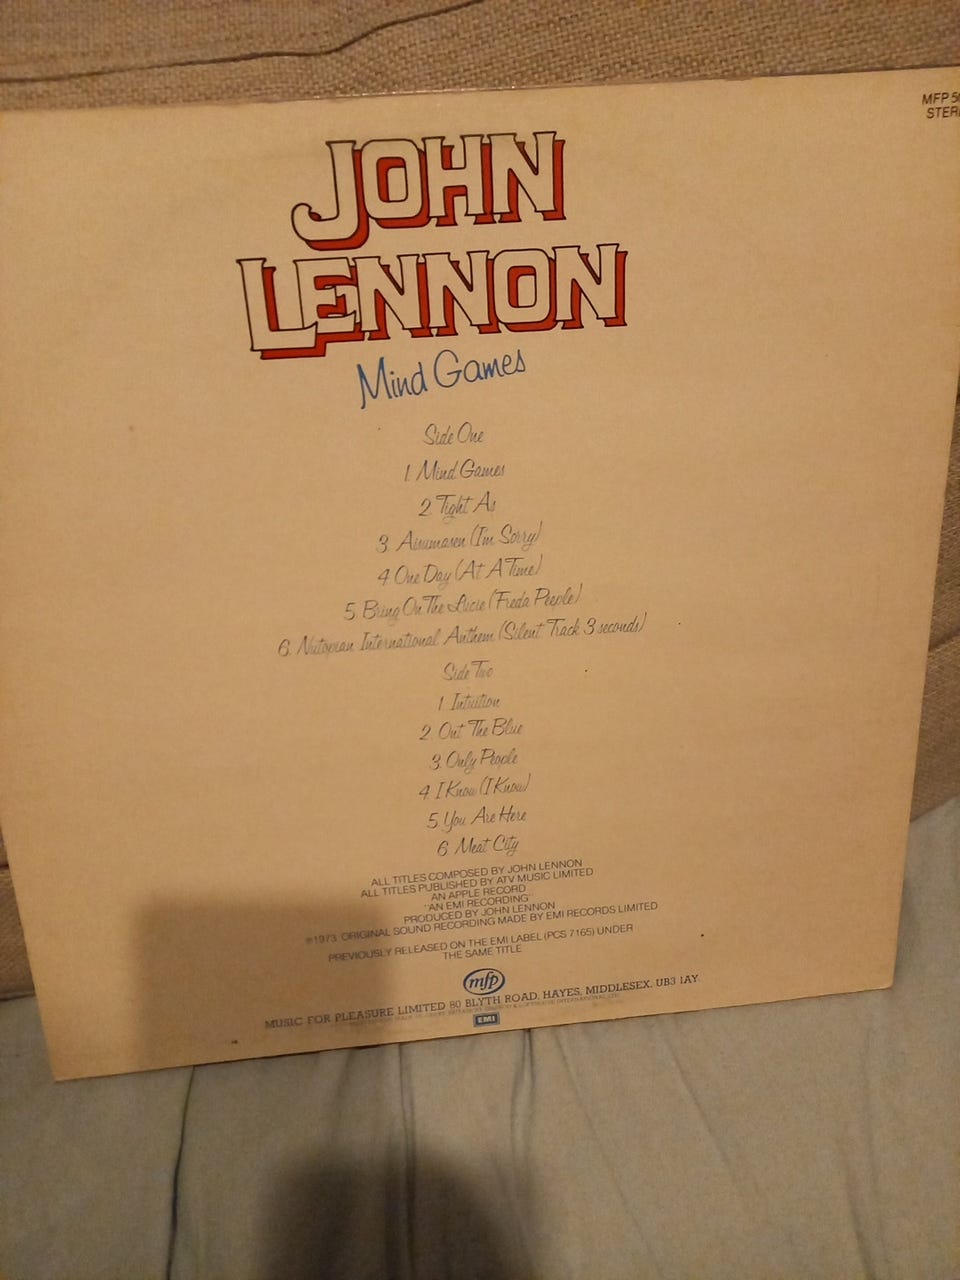 MFP 50
STERE
JOHN
LENNON
Mind Games
Side One
1. Mind Games
2. Tight As
3. Aisumasen (I'm Sorry)
4 One Day (At A Time)
5. Bring On The Lucie (Freda Peeple)
6. Nutopian International Anthem (Silent Track 3 seconds)
Side Two
1. Intuition
2. Out The Blue
3. Only People
4. I Know (I Know)
5. You Are Here
6. Meat City
ALL TITLES COMPOSED BY JOHN LENNON
ALL TITLES PUBLISHED BY ATV MUSIC LIMITED
AN APPLE RECORD
"AN EMI RECORDING"
PRODUCED BY JOHN LENNON
℗1973 ORIGINAL SOUND RECORDING MADE BY EMI RECORDS LIMITED
PREVIOUSLY RELEASED ON THE EMI LABEL (PCS 7165) UNDER
THE SAME TITLE
mfp
MUSIC FOR PLEASURE LIMITED 80 BLYTH ROAD, HAYES, MIDDLESEX, UB3 1AY.
EMI